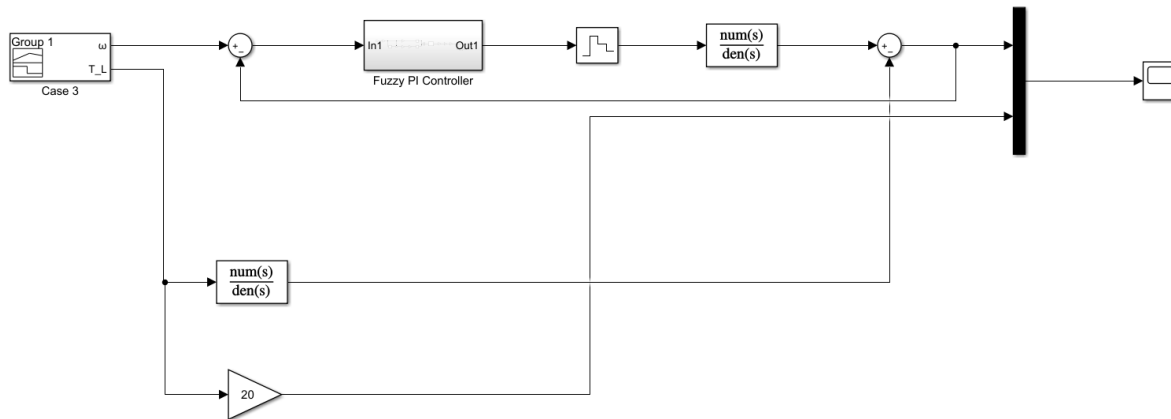 Group 1
ω
T_L
Case 3
+
_
In1
Out1
Fuzzy PI Controller
num(s)
den(s)
+
_
num(s)
den(s)
20